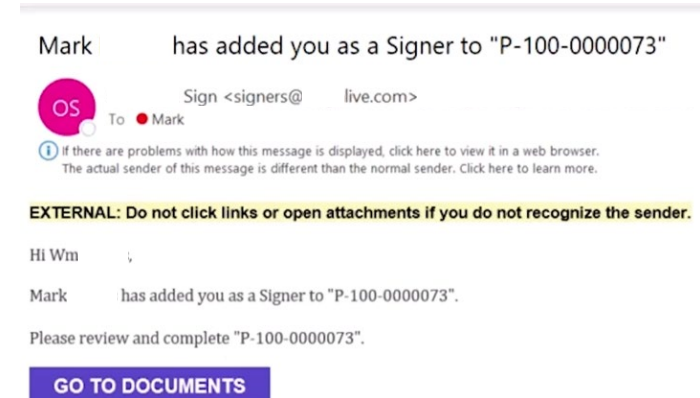 Mark has added you as a Signer to "P-100-0000073"
OS
Sign <signers@ live.com>
To Mark
If there are problems with how this message is displayed, click here to view it in a web browser.
The actual sender of this message is different than the normal sender. Click here to learn more.
EXTERNAL: Do not click links or open attachments if you do not recognize the sender.
Hi Wm ,
Mark has added you as a Signer to "P-100-0000073".
Please review and complete "P-100-0000073".
GO TO DOCUMENTS